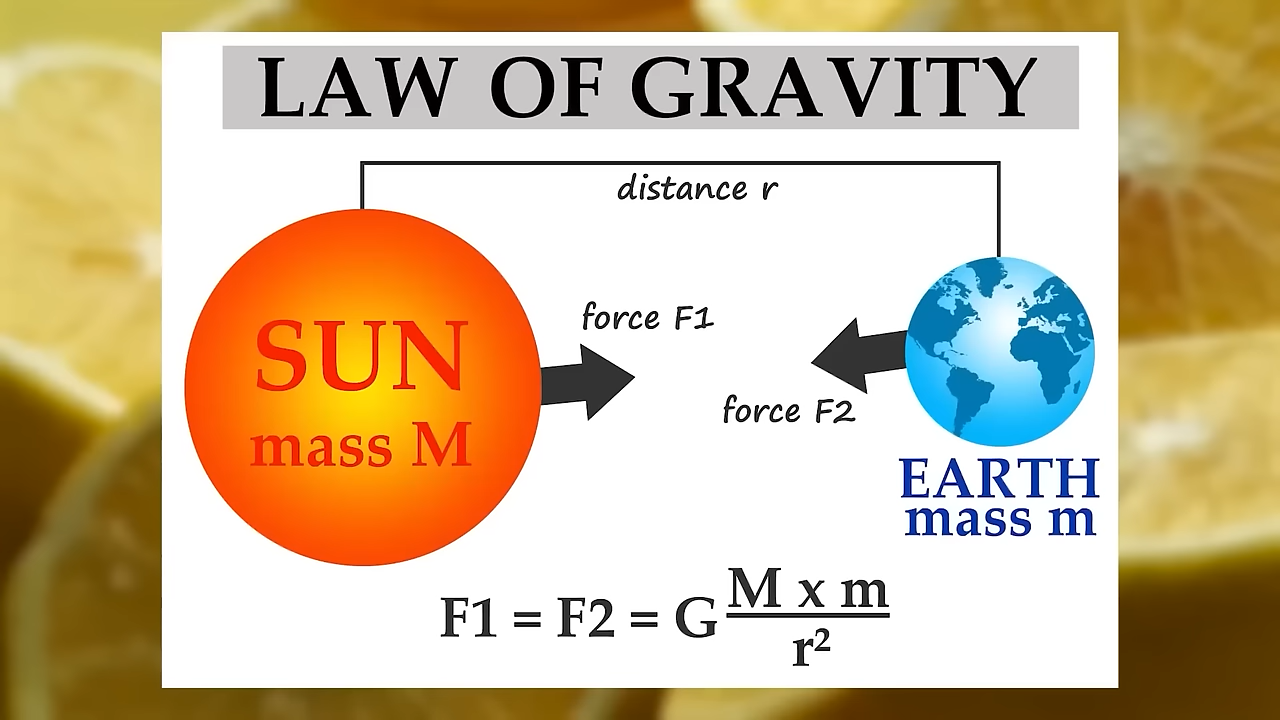 LAW OF GRAVITY
distance r
force F1
SUN
mass M
force F2
EARTH
mass m
F1 = F2 = G M x m
r²